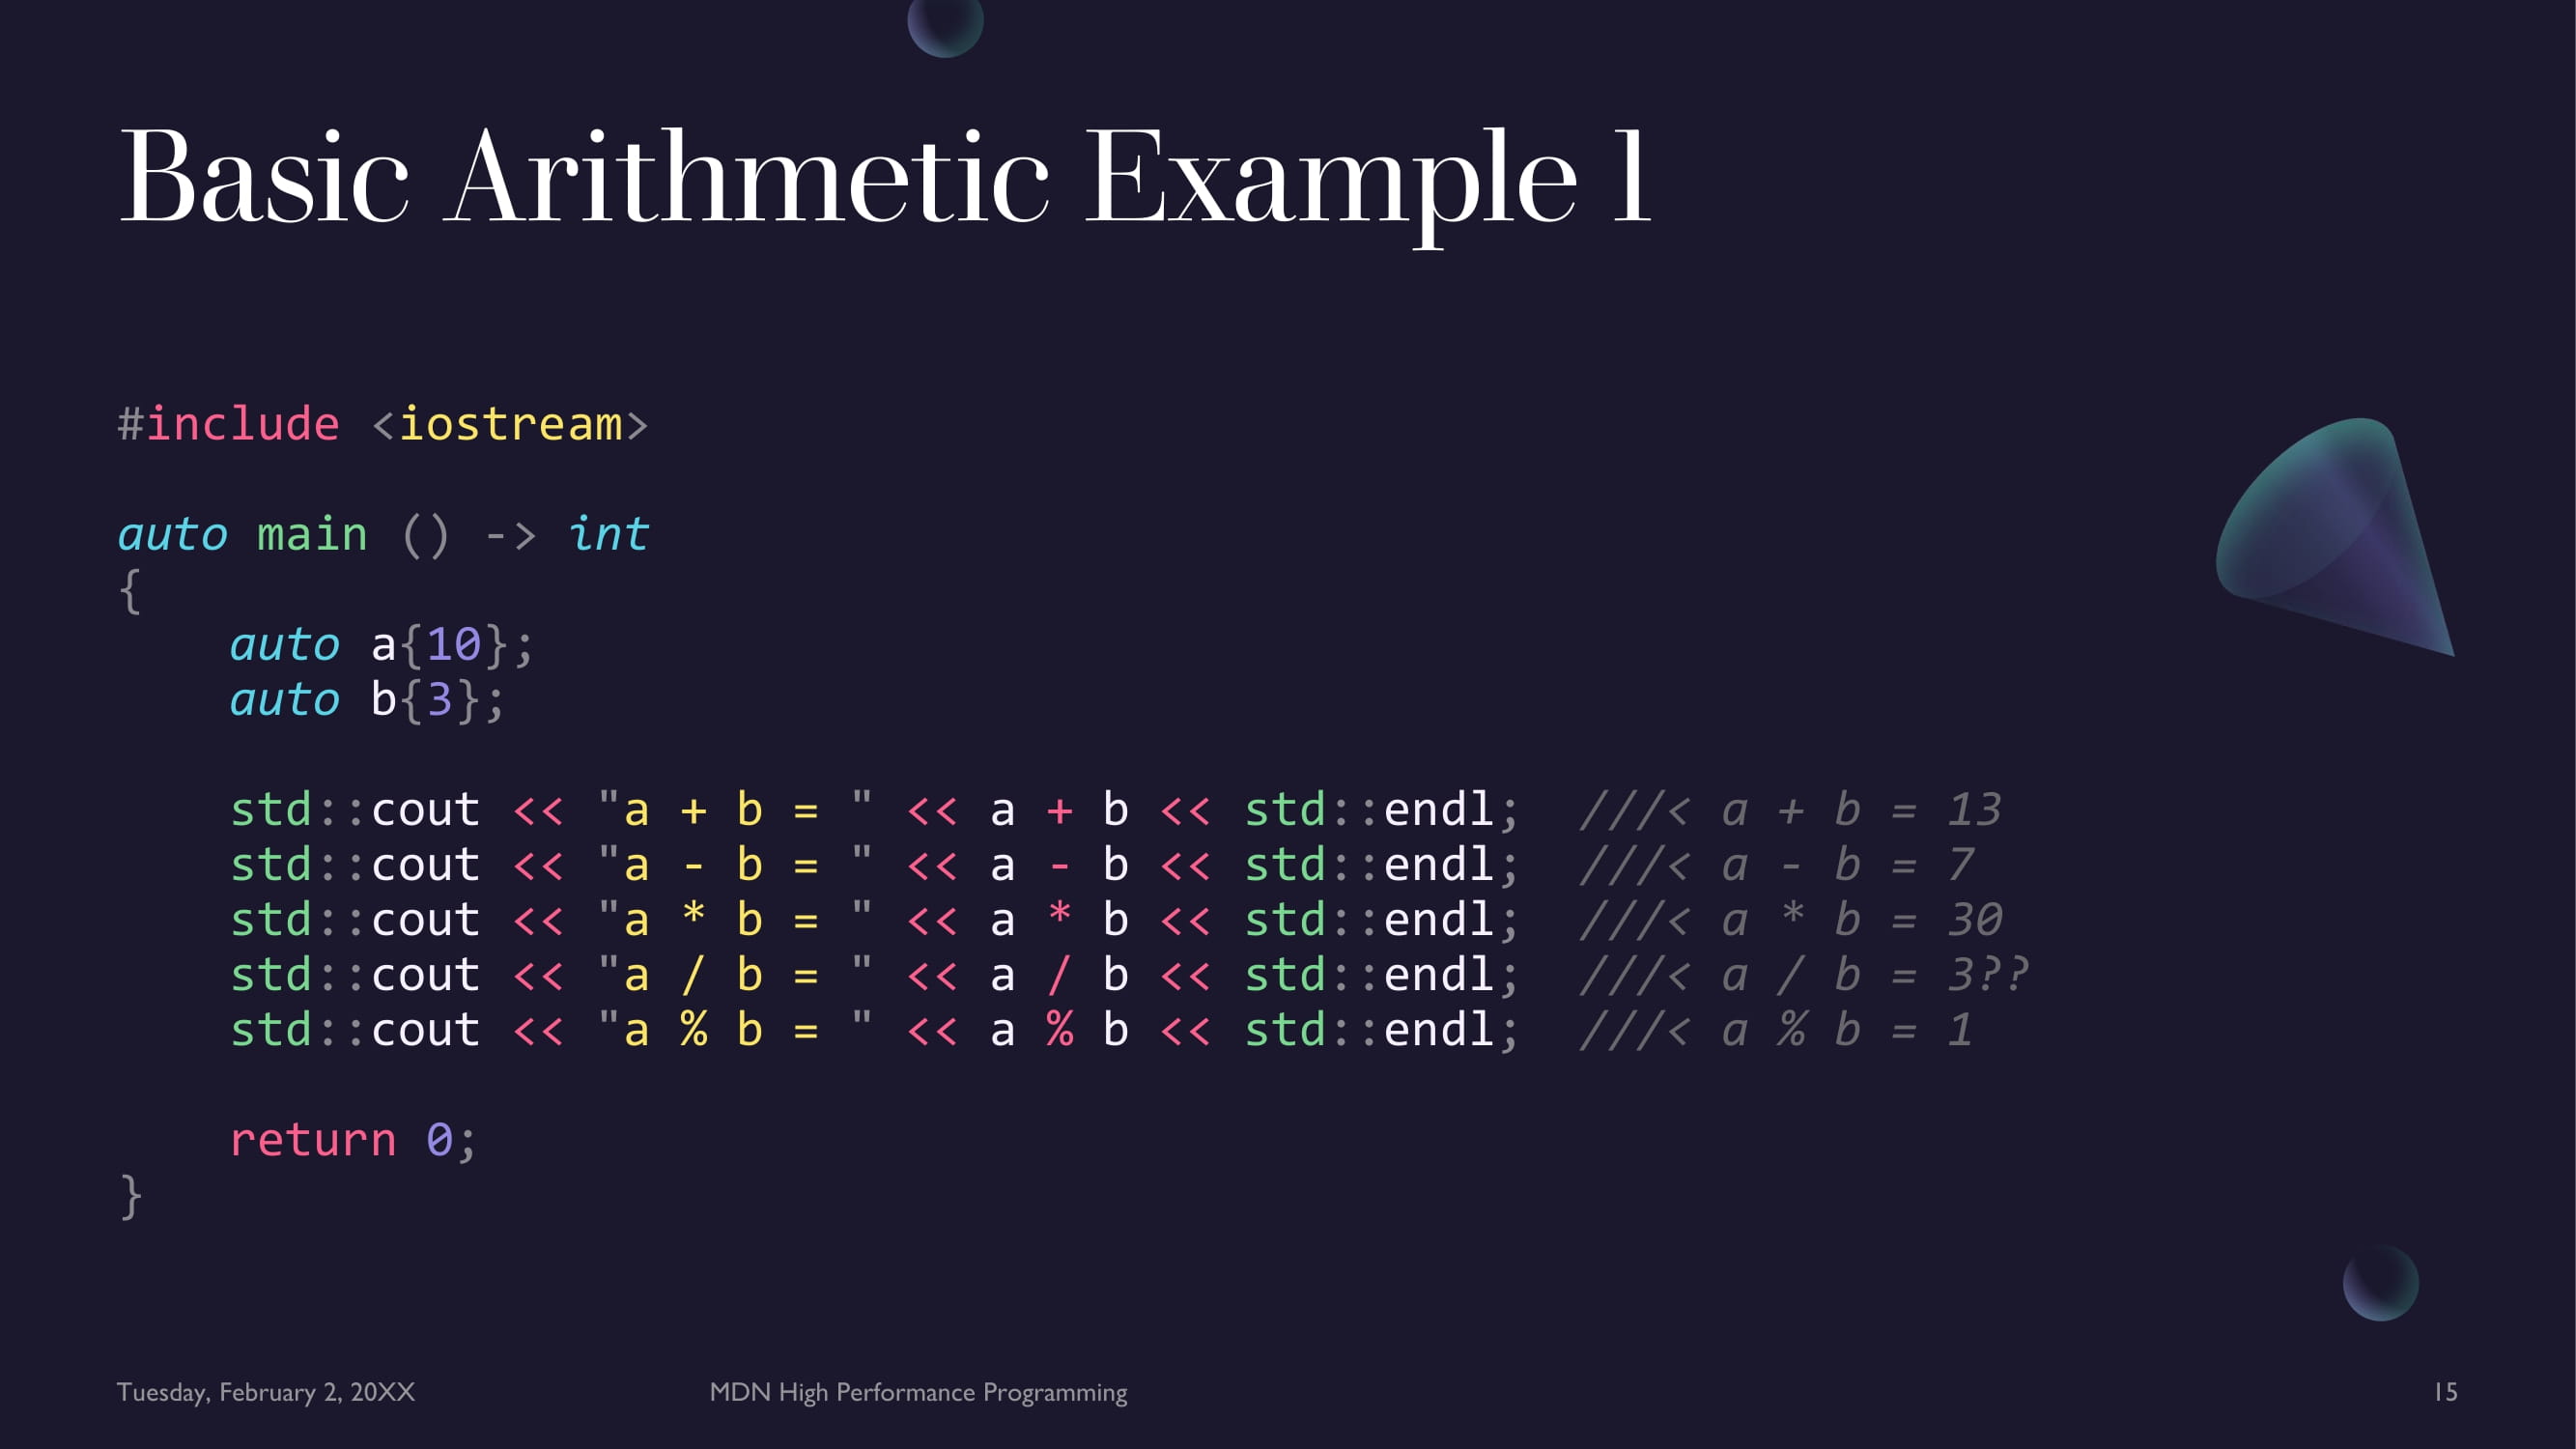 Basic Arithmetic Example 1
#include <iostream>
auto main () -> int
{
    auto a{10};
    auto b{3};
    std::cout << "a + b = " << a + b << std::endl;  ///< a + b = 13
    std::cout << "a - b = " << a - b << std::endl;  ///< a - b = 7
    std::cout << "a * b = " << a * b << std::endl;  ///< a * b = 30
    std::cout << "a / b = " << a / b << std::endl;  ///< a / b = 3??
    std::cout << "a % b = " << a % b << std::endl;  ///< a % b = 1
    return 0;
}
Tuesday, February 2, 20XX
MDN High Performance Programming
15